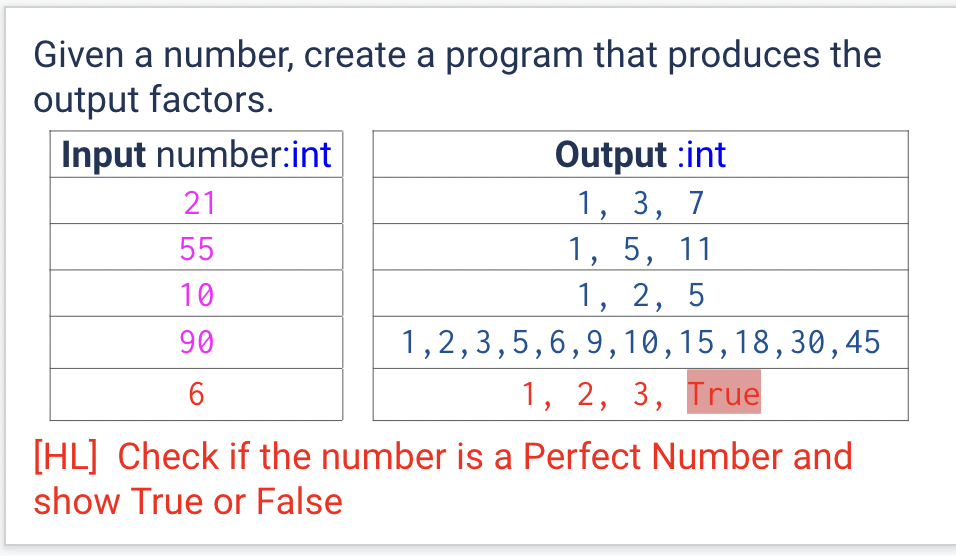 Given a number, create a program that produces the
output factors.
Input number:int
Output :int
21
1, 3, 7
55
1, 5, 11
10
1, 2, 5
90
1,2,3,5,6,9,10,15,18,30,45
6
1, 2, 3, True
[HL] Check if the number is a Perfect Number and
show True or False